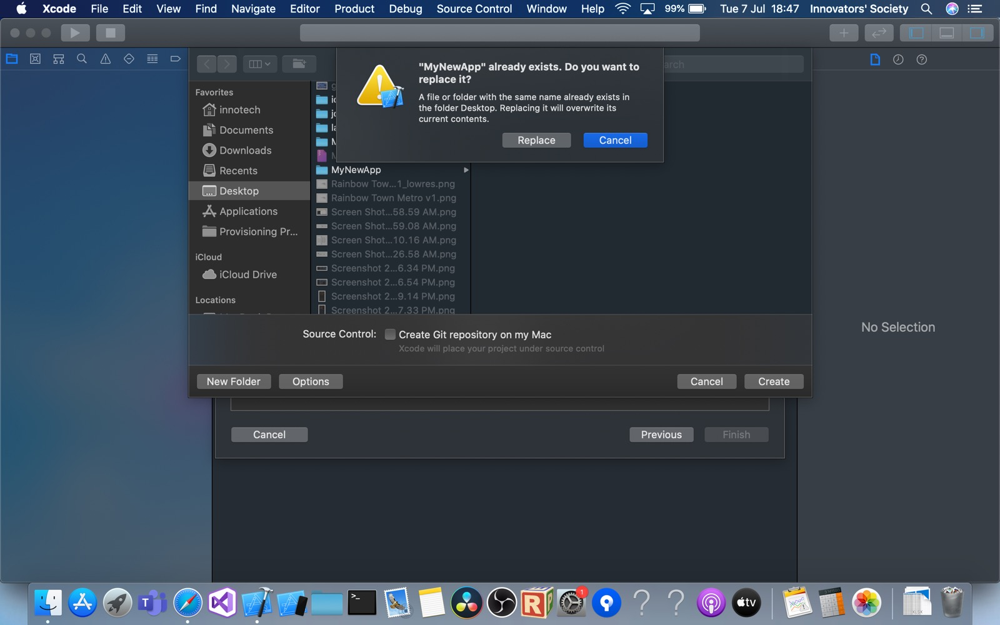 Xcode File Edit View Find Navigate Editor Product Debug Source Control Window Help 99% Tue 7 Jul 18:47 Innovators' Society
"MyNewApp" already exists. Do you want to
replace it?
A file or folder with the same name already exists in
the folder Desktop. Replacing it will overwrite its
current contents.
Replace Cancel
Favorites
innotech
Documents
Downloads
Recents
Desktop
Applications
Provisioning Pr...
iCloud
iCloud Drive
Locations
MyNewApp
Rainbow Tow...1_lowres.png
Rainbow Town Metro v1.png
Screen Shot...58.59 AM.png
Screen Shot...59.08 AM.png
Screen Shot...10.16 AM.png
Screen Shot...26.58 AM.png
Screenshot 2...6.34 PM.png
Screenshot 2...6.54 PM.png
Screenshot 2...9.14 PM.png
Screenshot 2...7.33 PM.png
Source Control: Create Git repository on my Mac
Xcode will place your project under source control
New Folder Options Cancel Create
Cancel Previous Finish
No Selection
1
tv